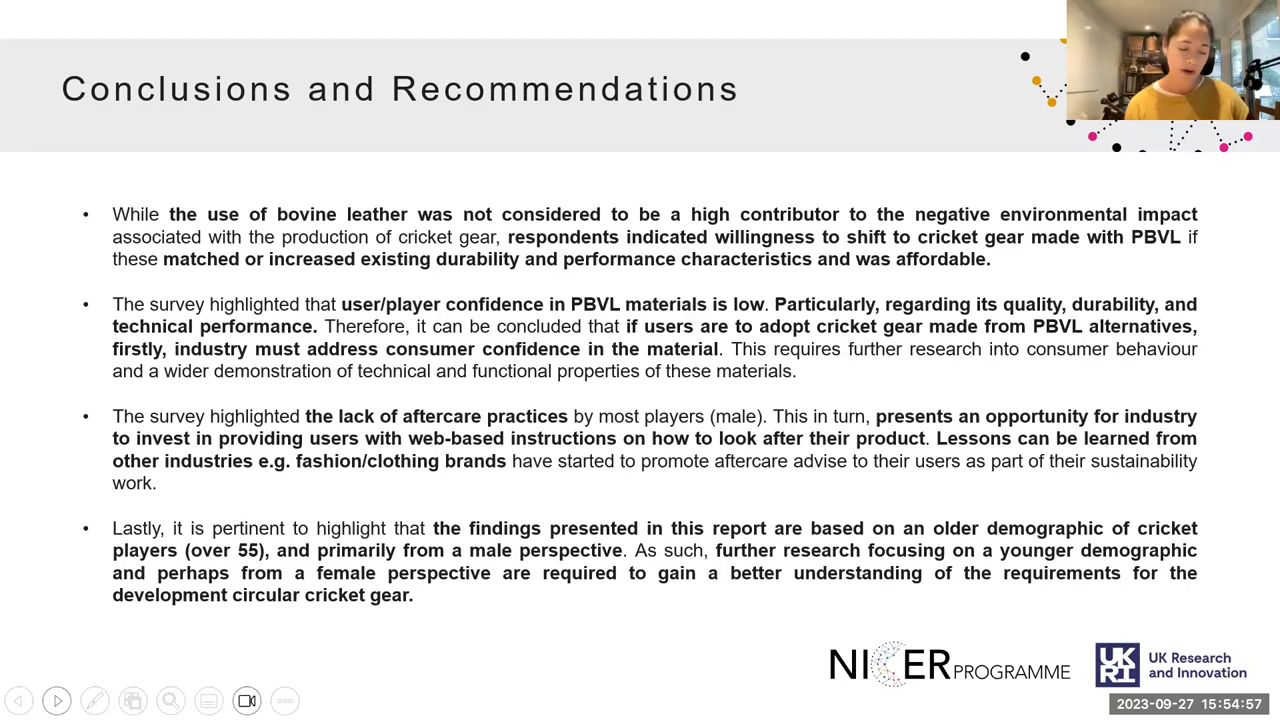 Conclusions and Recommendations
• While the use of bovine leather was not considered to be a high contributor to the negative environmental impact
associated with the production of cricket gear, respondents indicated willingness to shift to cricket gear made with PBVL if
these matched or increased existing durability and performance characteristics and was affordable.
• The survey highlighted that user/player confidence in PBVL materials is low. Particularly, regarding its quality, durability, and
technical performance. Therefore, it can be concluded that if users are to adopt cricket gear made from PBVL alternatives,
firstly, industry must address consumer confidence in the material. This requires further research into consumer behaviour
and a wider demonstration of technical and functional properties of these materials.
• The survey highlighted the lack of aftercare practices by most players (male). This in turn, presents an opportunity for industry
to invest in providing users with web-based instructions on how to look after their product. Lessons can be learned from
other industries e.g. fashion/clothing brands have started to promote aftercare advise to their users as part of their sustainability
work.
• Lastly, it is pertinent to highlight that the findings presented in this report are based on an older demographic of cricket
players (over 55), and primarily from a male perspective. As such, further research focusing on a younger demographic
and perhaps from a female perspective are required to gain a better understanding of the requirements for the
development circular cricket gear.
NICER PROGRAMME
UKRI
UK Research
and Innovation
2023-09-27 15:54:57